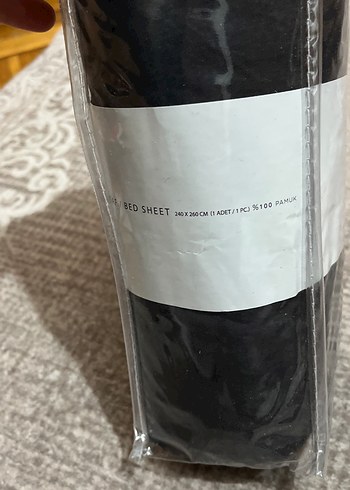 / BED SHEET 240 X 260 CM (1 ADET / 1 PC.) %100 PAMUK